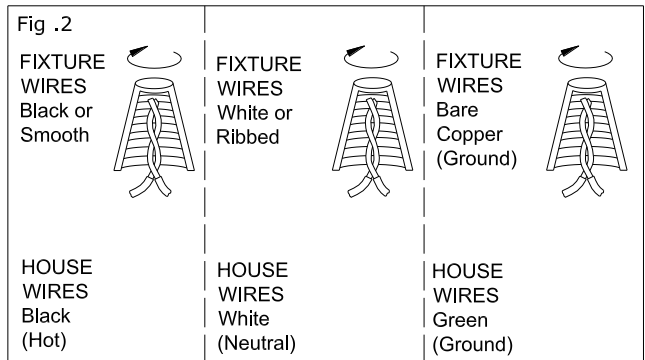 Fig .2
FIXTURE
WIRES
Black or
Smooth
HOUSE
WIRES
Black
(Hot)
FIXTURE
WIRES
White or
Ribbed
HOUSE
WIRES
White
(Neutral)
FIXTURE
WIRES
Bare
Copper
(Ground)
HOUSE
WIRES
Green
(Ground)